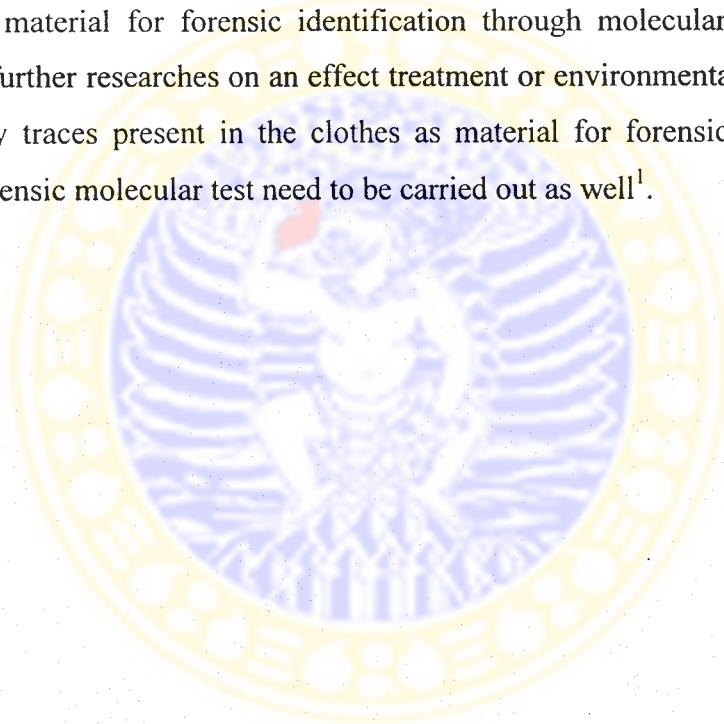 material for forensic identification through molecular
further researches on an effect treatment or environmenta
traces present in the clothes as material for forensic
ensic molecular test need to be carried out as well¹.